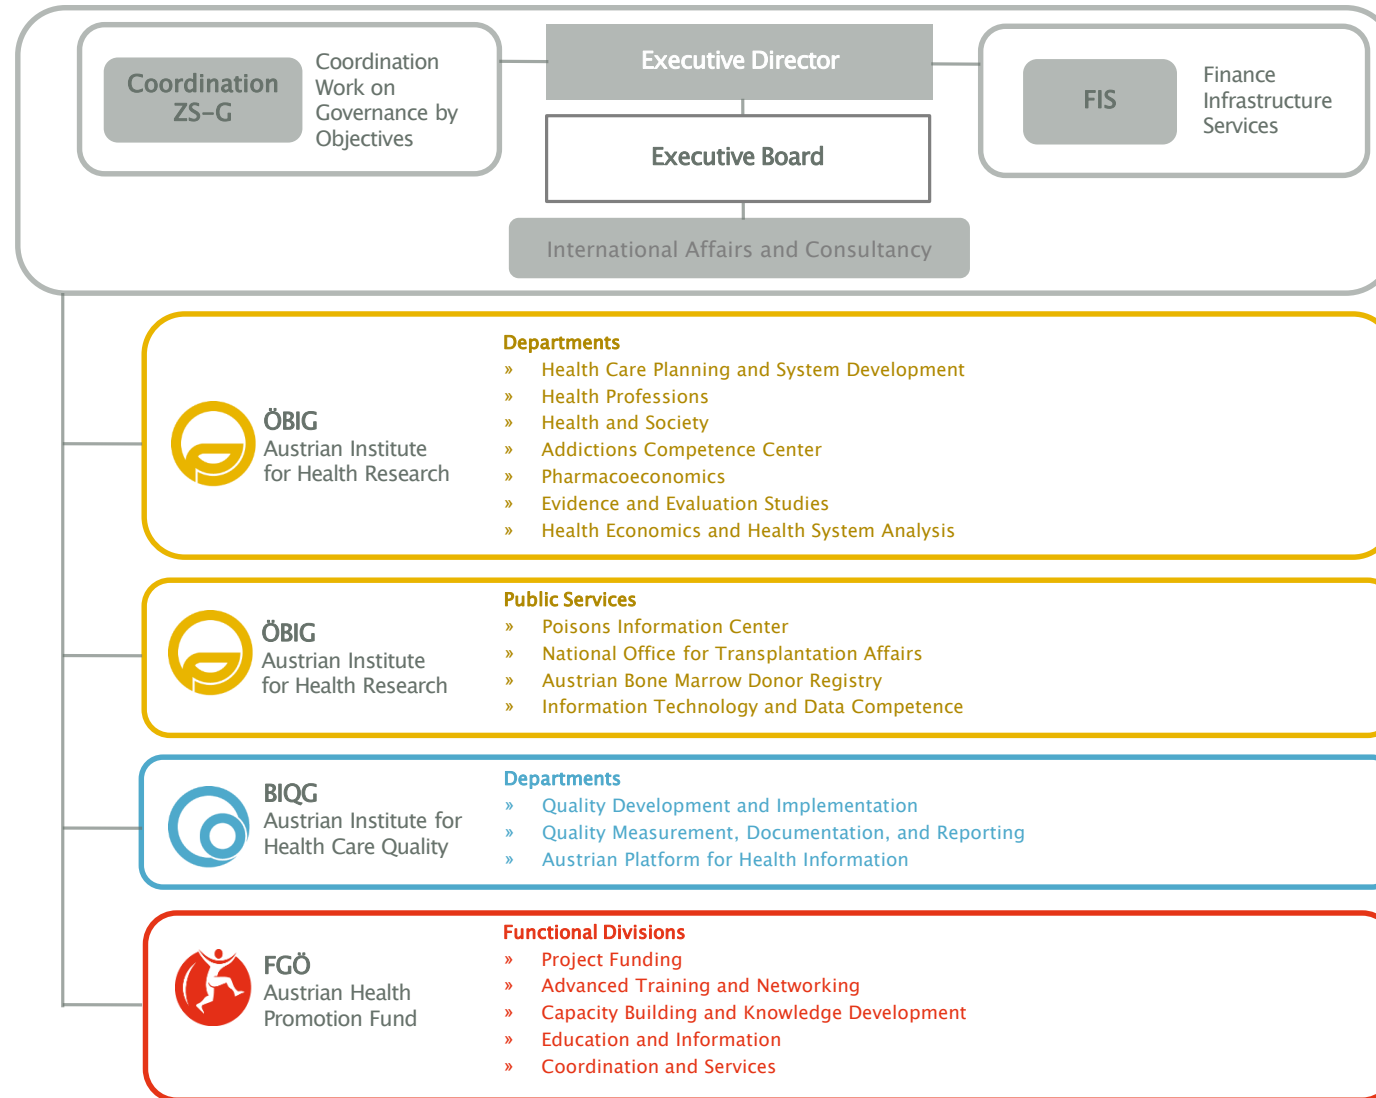 Coordination
ZS-G
Coordination
Work on
Governance by
Objectives
Executive Director
Executive Board
International Affairs and Consultancy
FIS
Finance
Infrastructure
Services
ÖBIG
Austrian Institute
for Health Research
Departments
» Health Care Planning and System Development
» Health Professions
» Health and Society
» Addictions Competence Center
» Pharmacoeconomics
» Evidence and Evaluation Studies
» Health Economics and Health System Analysis
ÖBIG
Austrian Institute
for Health Research
Public Services
» Poisons Information Center
» National Office for Transplantation Affairs
» Austrian Bone Marrow Donor Registry
» Information Technology and Data Competence
BIQG
Austrian Institute for
Health Care Quality
Departments
» Quality Development and Implementation
» Quality Measurement, Documentation, and Reporting
» Austrian Platform for Health Information
FGÖ
Austrian Health
Promotion Fund
Functional Divisions
» Project Funding
» Advanced Training and Networking
» Capacity Building and Knowledge Development
» Education and Information
» Coordination and Services